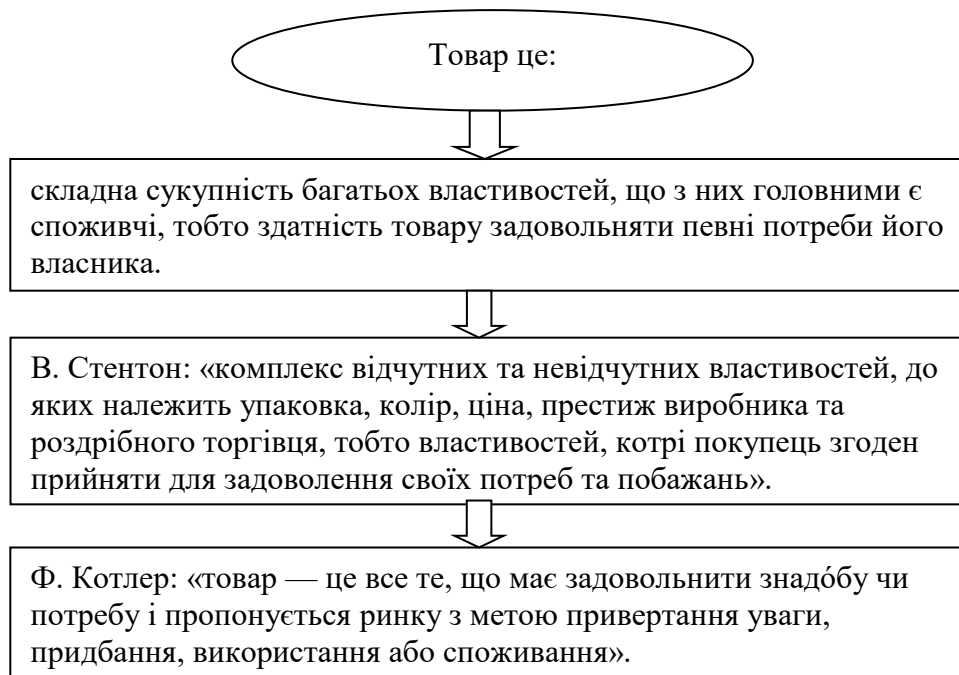 Товар це:
складна сукупність багатьох властивостей, що з них головними є
споживчі, тобто здатність товару задовольняти певні потреби його
власника.
В. Стентон: «комплекс відчутних та невідчутних властивостей, до
яких належить упаковка, колір, ціна, престиж виробника та
роздрібного торгівця, тобто властивостей, котрі покупець згоден
прийняти для задоволення своїх потреб та побажань».
Ф. Котлер: «товар — це все те, що має задовольнити знадо́бу чи
потребу і пропонується ринку з метою привертання уваги,
придбання, використання або споживання».